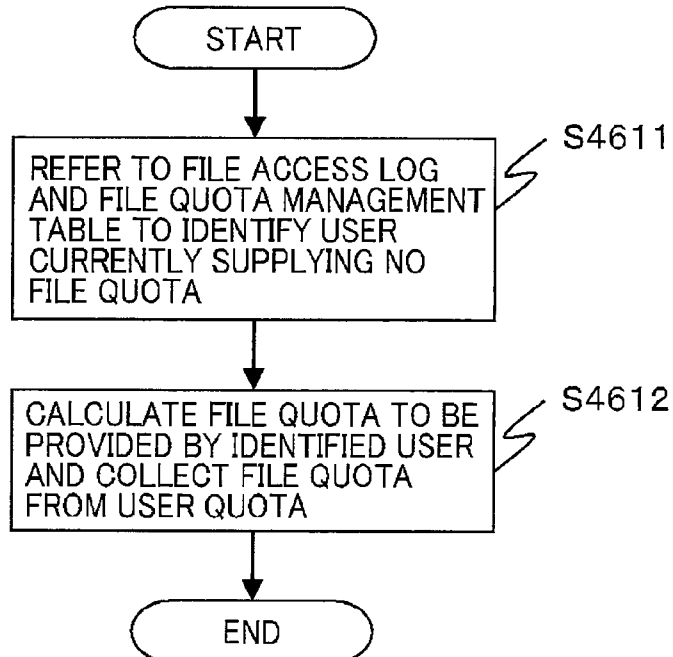 START
S4611
REFER TO FILE ACCESS LOG
AND FILE QUOTA MANAGEMENT
TABLE TO IDENTIFY USER
CURRENTLY SUPPLYING NO
FILE QUOTA
S4612
CALCULATE FILE QUOTA TO BE
PROVIDED BY IDENTIFIED USER
AND COLLECT FILE QUOTA
FROM USER QUOTA
END